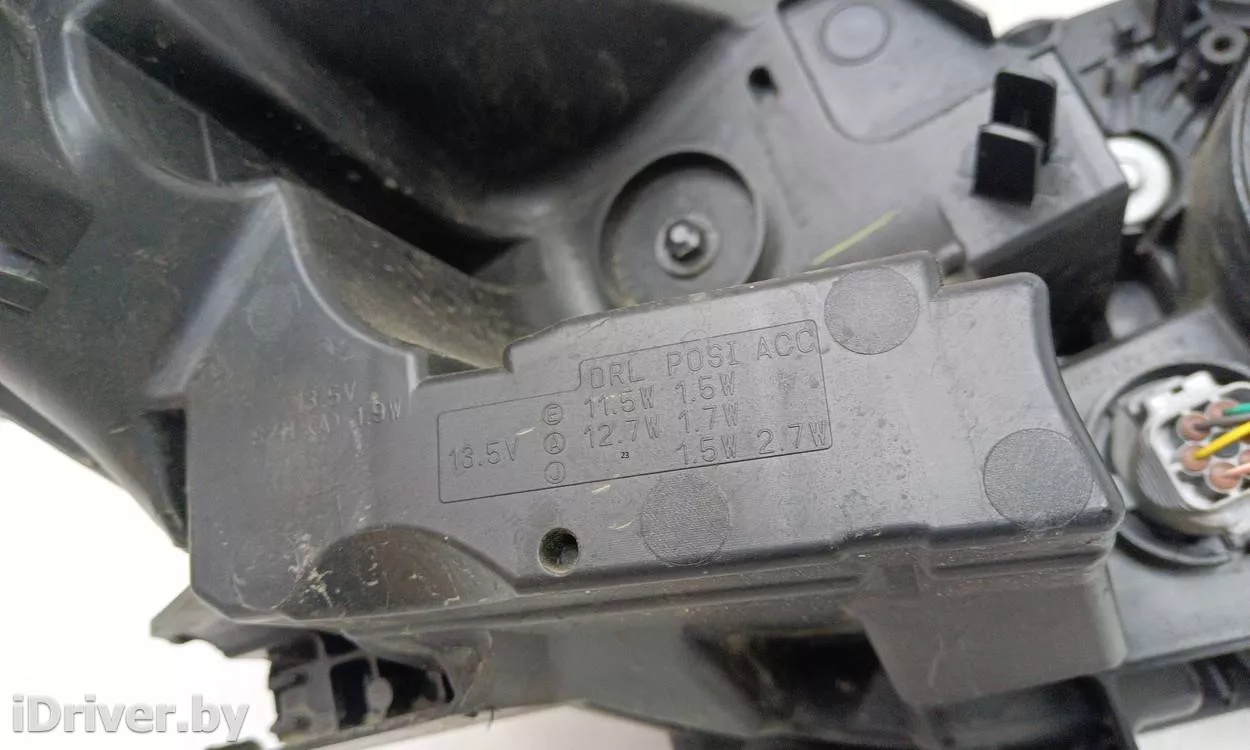 DRL POSI ACC
13.5V
E 11.5W 1.5W
A 12.7W 1.7W
J 1.5W 2.7W
23
13.5V
1.9W
iDriver.by